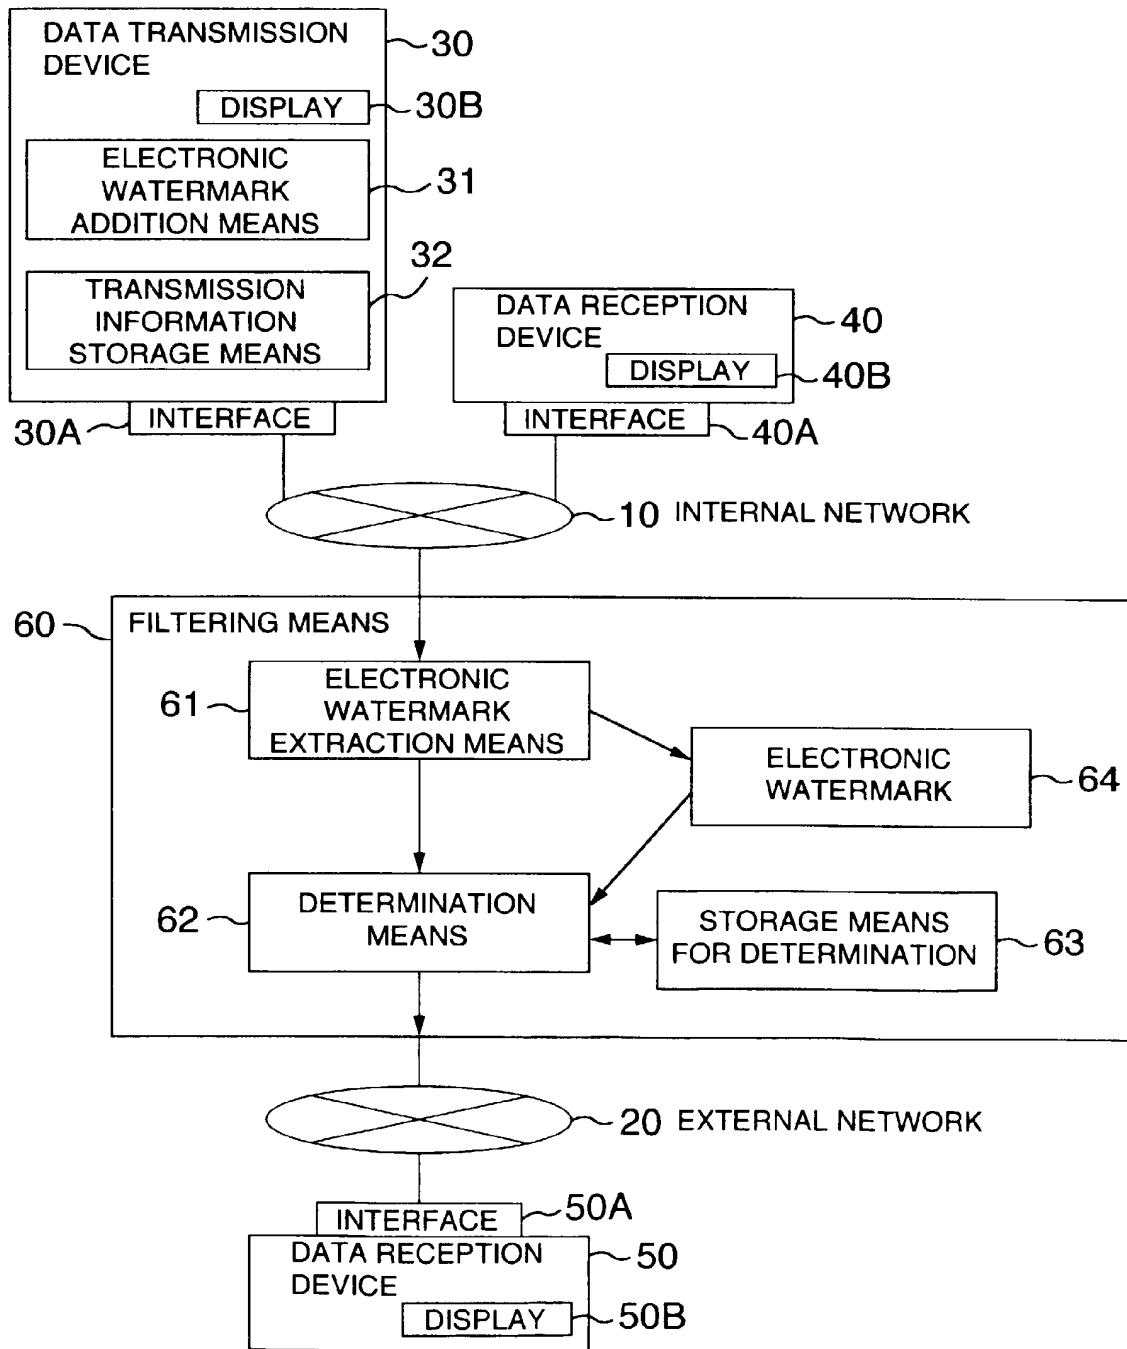 DATA TRANSMISSION
DEVICE
30
DISPLAY
30B
ELECTRONIC
WATERMARK
ADDITION MEANS
31
32
TRANSMISSION
INFORMATION
STORAGE MEANS
INTERFACE
30A
DATA RECEPTION
DEVICE
40
DISPLAY
40B
INTERFACE
40A
10 INTERNAL NETWORK
60
FILTERING MEANS
61
ELECTRONIC
WATERMARK
EXTRACTION MEANS
ELECTRONIC
WATERMARK
64
62
DETERMINATION
MEANS
STORAGE MEANS
FOR DETERMINATION
63
20 EXTERNAL NETWORK
INTERFACE
50A
DATA RECEPTION
DEVICE
50
DISPLAY
50B